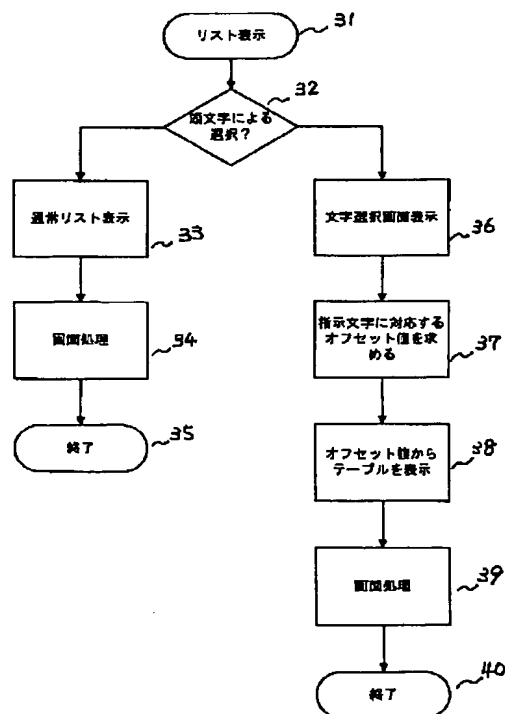 リスト表示
31
頭文字による
選択?
32
通常リスト表示
33
画面処理
34
終了
35
文字選択画面表示
36
指示文字に対応する
オフセット値を求
める
37
オフセット値から
テーブルを表示
38
画面処理
39
終了
40